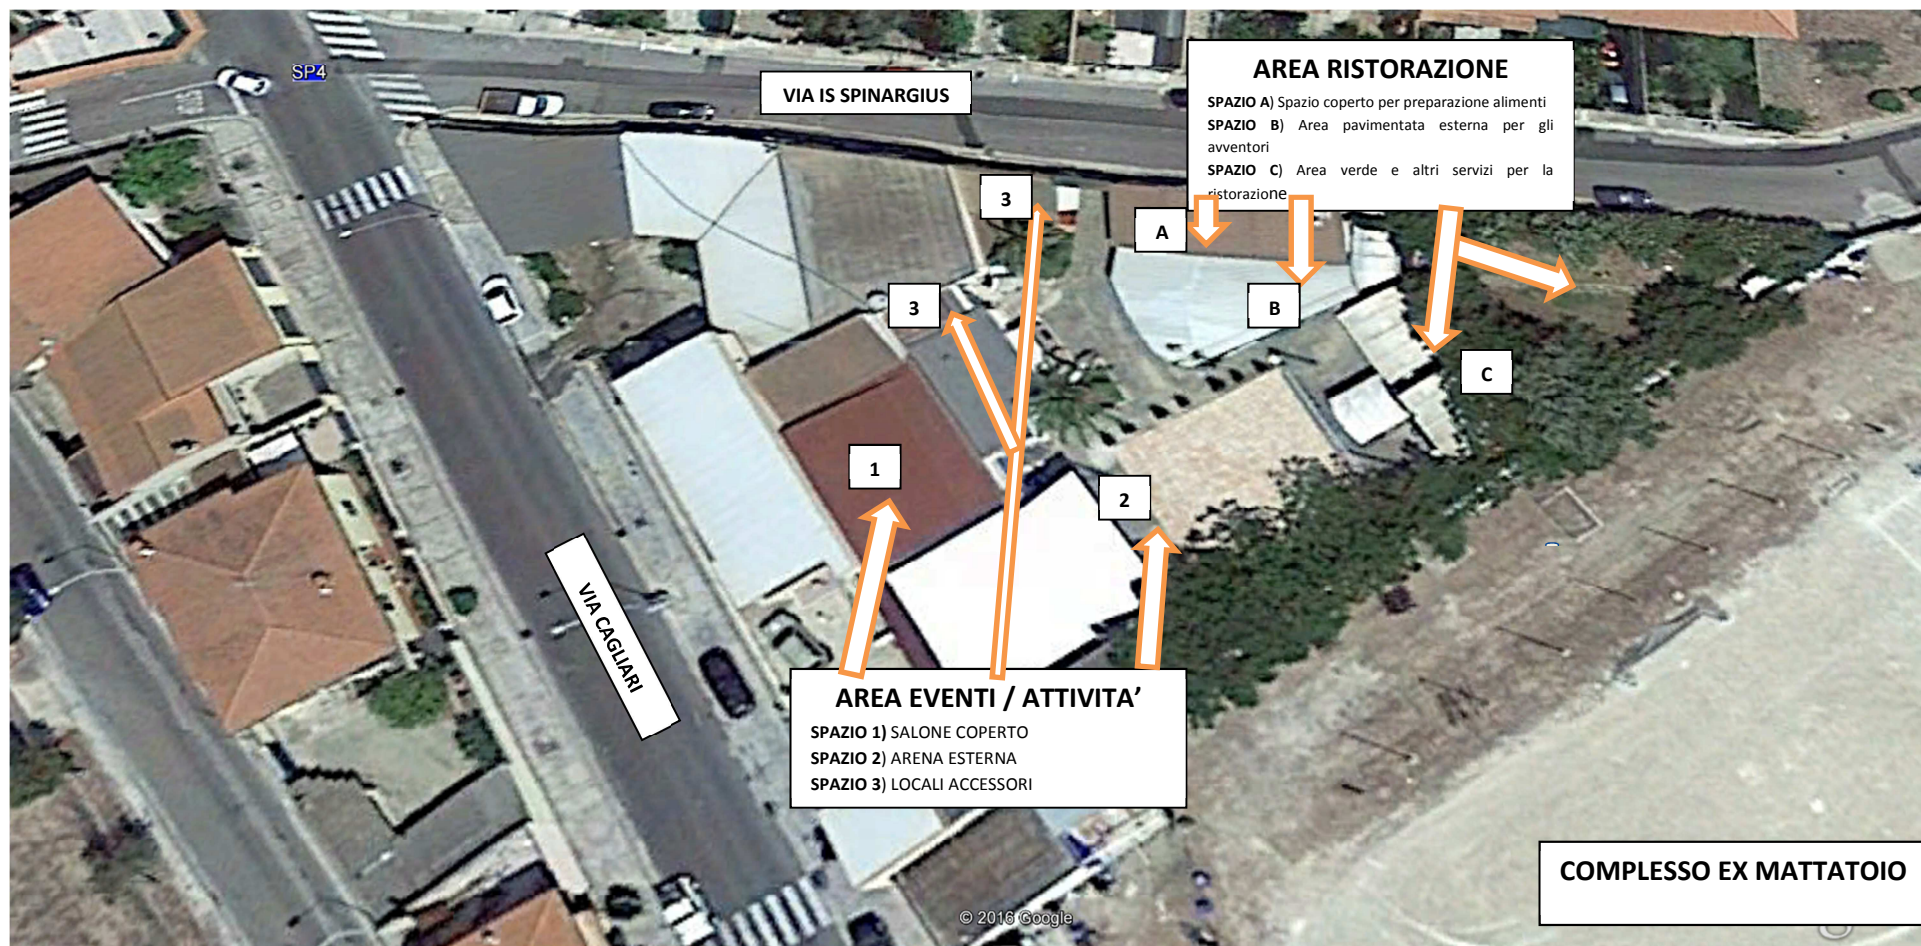 SP4
VIA IS SPINARGIUS
AREA RISTORAZIONE
SPAZIO A) Spazio coperto per preparazione alimenti
SPAZIO B) Area pavimentata esterna per gli
avventori
SPAZIO C) Area verde e altri servizi per la
ristorazione
3
A
3
B
C
1
2
VIA CAGLIARI
AREA EVENTI / ATTIVITA’
SPAZIO 1) SALONE COPERTO
SPAZIO 2) ARENA ESTERNA
SPAZIO 3) LOCALI ACCESSORI
COMPLESSO EX MATTATOIO
© 2016 Google